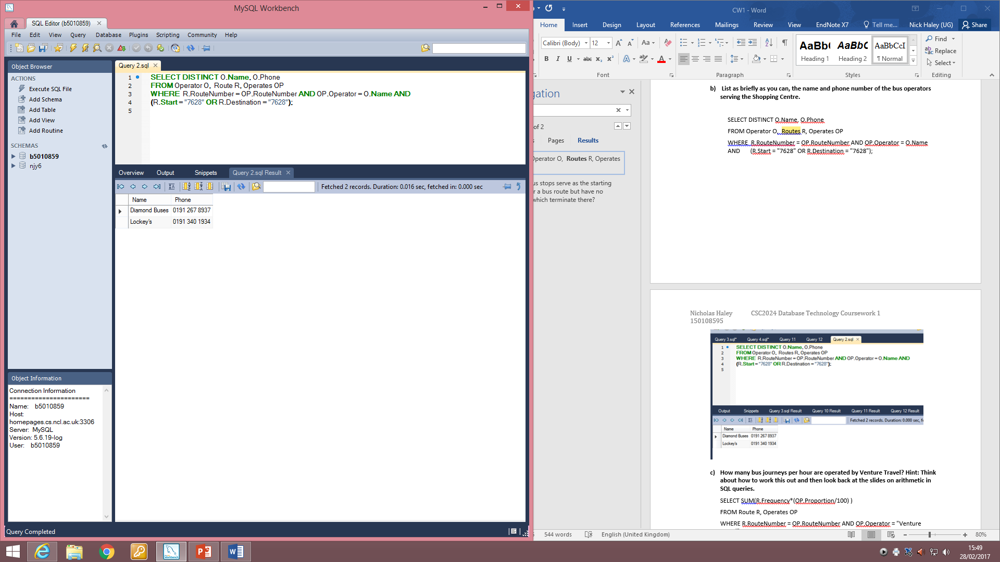 MySQL Workbench
SQL Editor (b5010859)
File Edit View Query Database Plugins Scripting Community Help
Object Browser
ACTIONS
Execute SQL File
Add Schema
Add Table
Add View
Add Routine
SCHEMAS
b5010859
njy6
Object Information
Connection Information
======================
Name: b5010859
Host:
homepages.cs.ncl.ac.uk:3306
Server: MySQL
Version: 5.6.19-log
User: b5010859
Query Completed
Query 2.sql
1 SELECT DISTINCT O.Name, O.Phone
2 FROM Operator O, Route R, Operates OP
3 WHERE R.RouteNumber = OP.RouteNumber AND OP.Operator = O.Name AND
4 (R.Start = "7628" OR R.Destination = "7628");
5
Overview Output Snippets Query 2.sql Result
Fetched 2 records. Duration: 0.016 sec, fetched in: 0.000 sec
Name Phone
Diamond Buses 0191 267 8937
Lockey's 0191 340 1934
CW1 - Word
Home Insert Design Layout References Mailings Review View EndNote X7 Tell me... Nick Haley (UG) Share
Calibri (Body) 12 Aa
B I U abc x₂ x² A A
AaBb( AaBbC AaBbCcI
Heading 1 Heading 2 ¶ Normal
Find
Replace
Select
Font Paragraph Styles Editing
gation
of 2
s Pages Results
Operator O, Routes R, Operates
us stops serve as the starting
r a bus route but have no
which terminate there?
b) List as briefly as you can, the name and phone number of the bus operators
serving the Shopping Centre.
SELECT DISTINCT O.Name, O.Phone
FROM Operator O, Routes R, Operates OP
WHERE R.RouteNumber = OP.RouteNumber AND OP.Operator = O.Name
AND (R.Start = "7628" OR R.Destination = "7628");
Nicholas Haley CSC2024 Database Technology Coursework 1
150108595
Query 3.sql* Query 4.sql* Query 11 Query 12 Query 2.sql
1 SELECT DISTINCT O.Name, O.Phone
2 FROM Operator O, Routes R, Operates OP
3 WHERE R.RouteNumber = OP.RouteNumber AND OP.Operator = O.Name AND
4 (R.Start = "7628" OR R.Destination = "7628");
5
Output Snippets Query 3.sql Result Query 10 Result Query 11 Result Query 12 Result
Fetched 2 records. Duration: 0.000 sec, f
Name Phone
Diamond Buses 0191 267 8937
Lockey's 0191 340 1934
c) How many bus journeys per hour are operated by Venture Travel? Hint: Think
about how to work this out and then look back at the slides on arithmetic in
SQL queries.
SELECT SUM(R.Frequency*(OP.Proportion/100) )
FROM Route R, Operates OP
WHERE R.RouteNumber = OP.RouteNumber AND OP.Operator = "Venture
544 words English (United Kingdom) 80%
15:49
28/02/2017